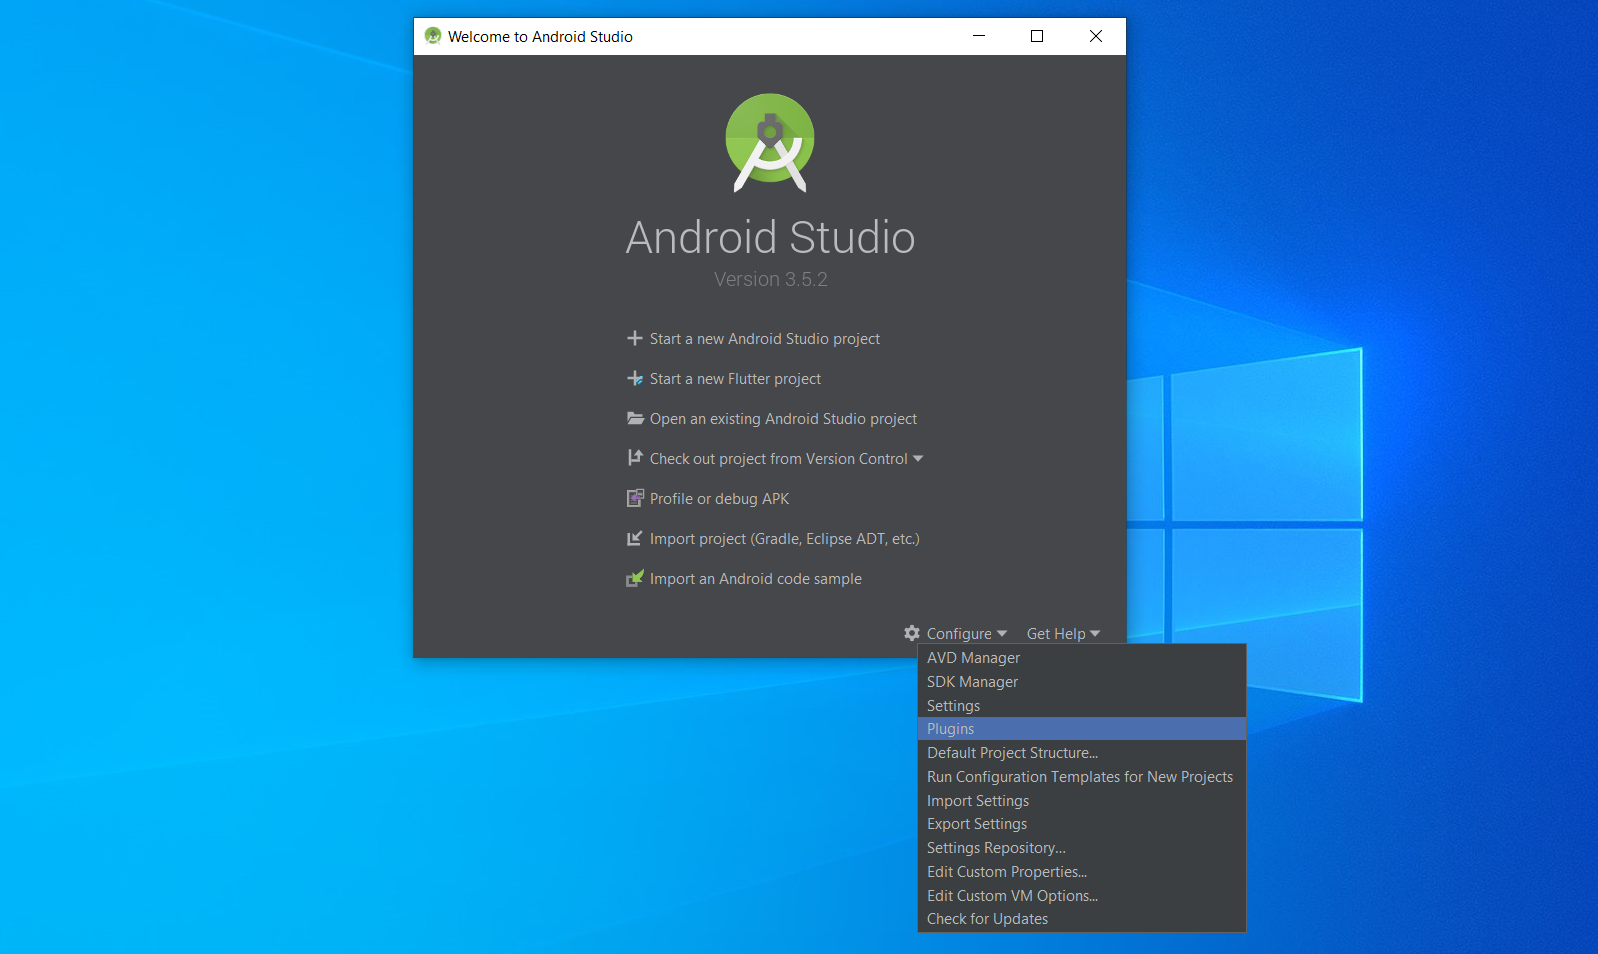 Welcome to Android Studio
Android Studio
Version 3.5.2
Start a new Android Studio project
Start a new Flutter project
Open an existing Android Studio project
Check out project from Version Control
Profile or debug APK
Import project (Gradle, Eclipse ADT, etc.)
Import an Android code sample
Configure Get Help
AVD Manager
SDK Manager
Settings
Plugins
Default Project Structure...
Run Configuration Templates for New Projects
Import Settings
Export Settings
Settings Repository...
Edit Custom Properties...
Edit Custom VM Options...
Check for Updates